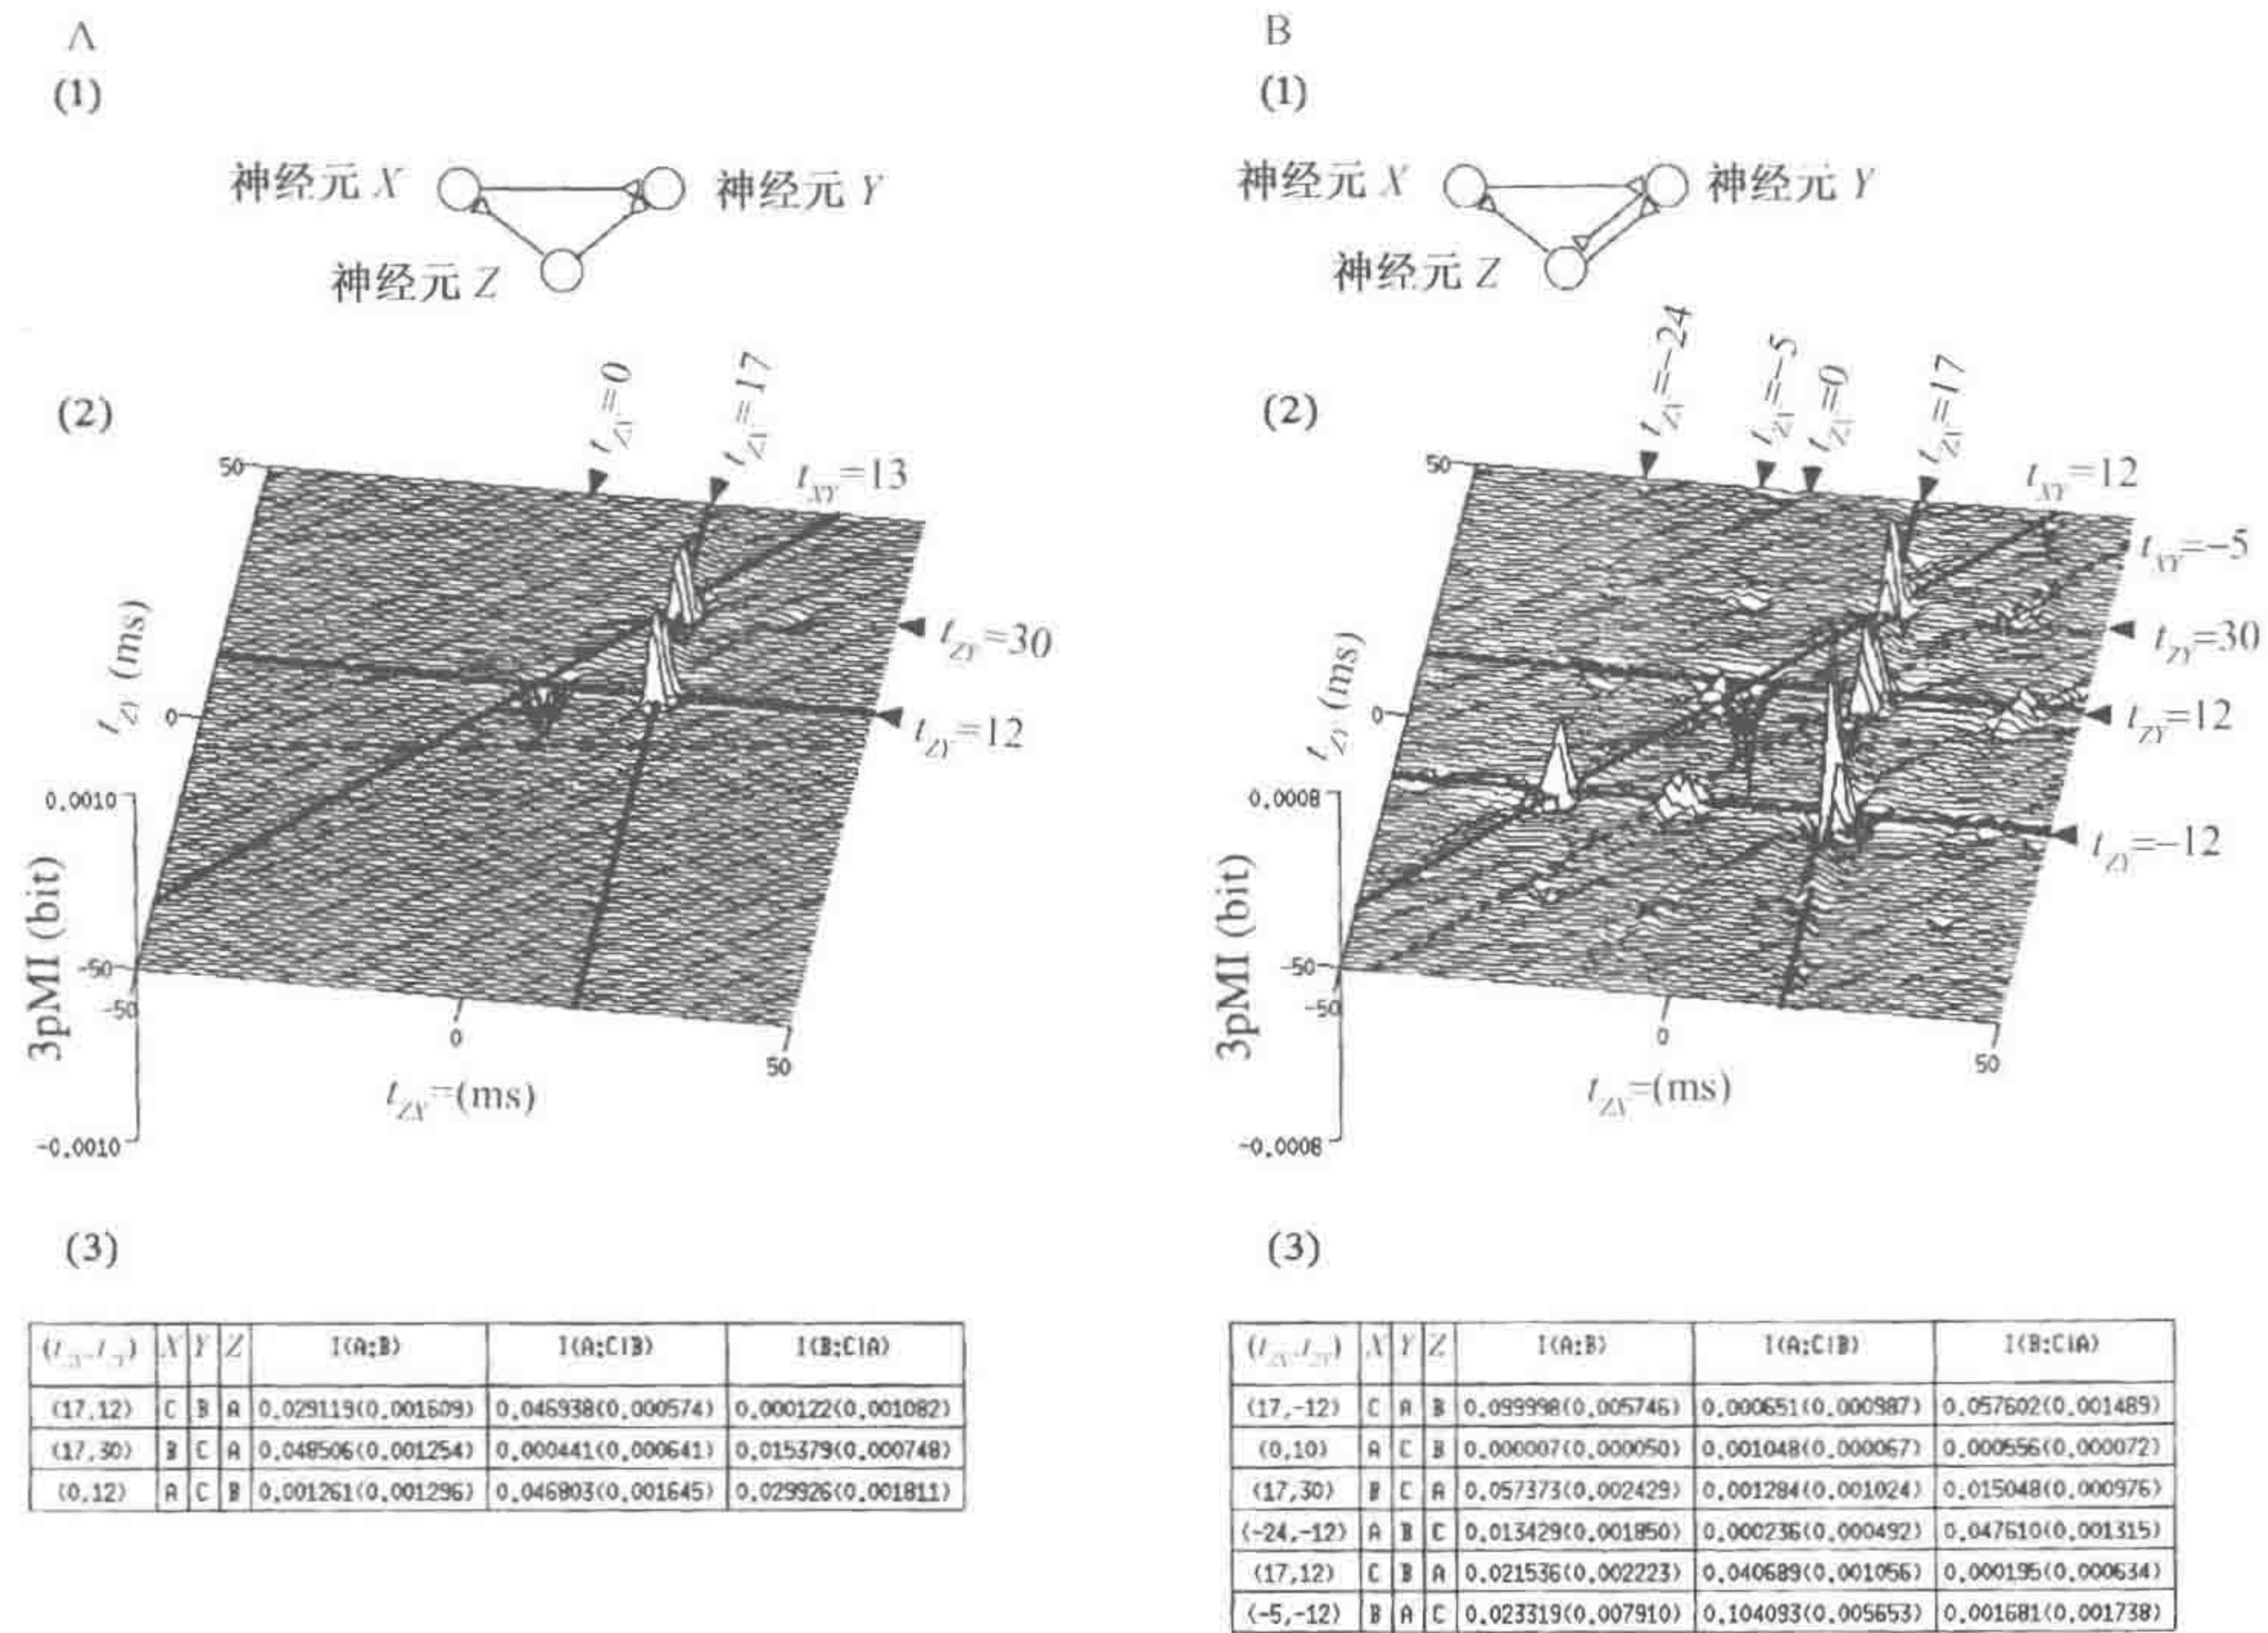 A
(1)
神经元 X
神经元 Y
神经元 Z
(2)
t_ZX=0
t_ZX=17
t_XY=13
50
t_ZY (ms)
0
t_ZY=30
t_ZY=12
0.0010
3pMI (bit)
-50
-50
0
50
t_ZX=(ms)
-0.0010
(3)
X Y Z I(A;B) I(A;C|B) I(B;C|A)
(17,12) C B A 0.029119(0.001609) 0.046938(0.000574) 0.000122(0.001082)
(17,30) B C A 0.048506(0.001254) 0.000441(0.000641) 0.015379(0.000748)
(0,12) A C B 0.001261(0.001296) 0.046803(0.001645) 0.029926(0.001811)
B
(1)
神经元 X
神经元 Y
神经元 Z
(2)
t_ZX=-24
t_ZX=-5
t_ZX=0
t_ZX=17
t_XY=12
t_XY=-5
50
t_ZY (ms)
0
t_ZY=30
t_ZY=12
t_ZY=-12
0.0008
3pMI (bit)
-50
-50
0
50
t_ZX=(ms)
-0.0008
(3)
(t_ZX,t_ZY) X Y Z I(A;B) I(A;C|B) I(B;C|A)
(17,-12) C A B 0.099998(0.005746) 0.000651(0.000987) 0.057602(0.001489)
(0,10) A C B 0.000007(0.000050) 0.001048(0.000067) 0.000556(0.000072)
(17,30) B C A 0.057373(0.002429) 0.001284(0.001024) 0.015048(0.000976)
(-24,-12) A B C 0.013429(0.001850) 0.000236(0.000492) 0.047610(0.001315)
(17,12) C B A 0.021536(0.002223) 0.040689(0.001056) 0.000195(0.000634)
(-5,-12) B A C 0.023319(0.007910) 0.104093(0.005653) 0.001681(0.001738)